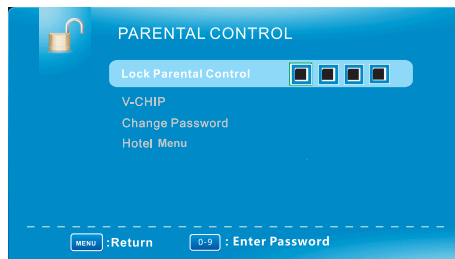 PARENTAL CONTROL
Lock Parental Control
V-CHIP
Change Password
Hotel Menu
MENU :Return 0-9 : Enter Password